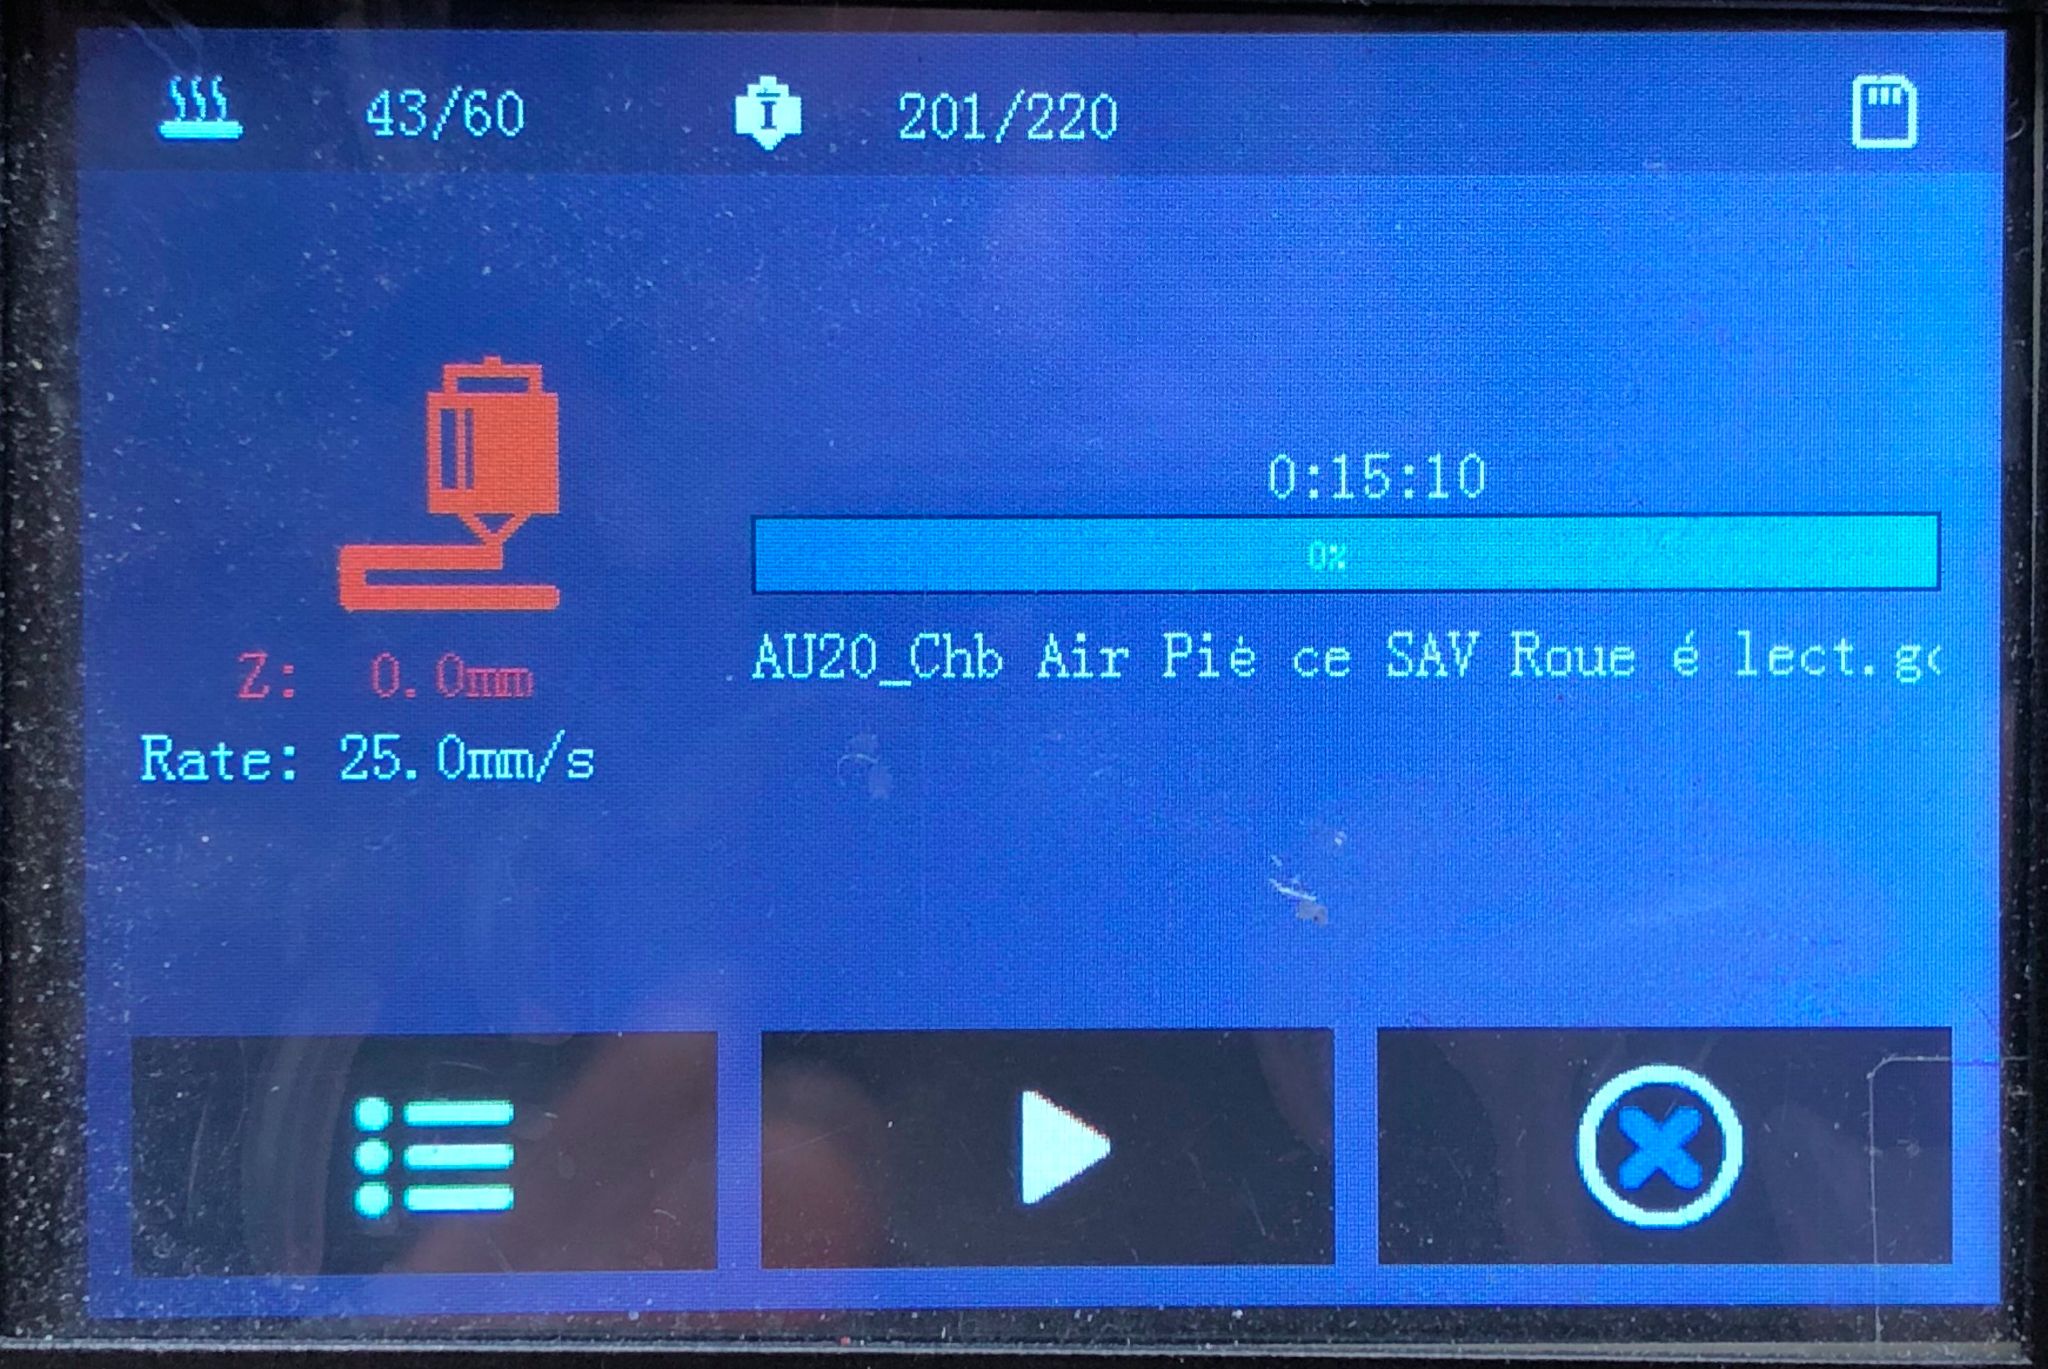 43/60 I 201/220
0:15:10
0%
AU20_Chb Air Piè ce SAV Roue é lect.g
Z: 0.0mm
Rate: 25.0mm/s